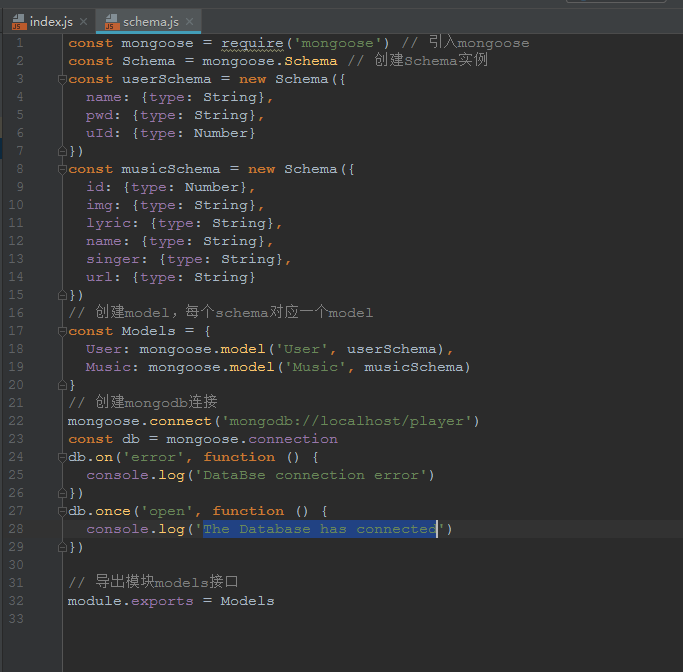 index.js × schema.js ×
1 const mongoose = require('mongoose') // 引入mongoose
2 const Schema = mongoose.Schema // 创建Schema实例
3 const userSchema = new Schema({
4 name: {type: String},
5 pwd: {type: String},
6 uId: {type: Number}
7 })
8 const musicSchema = new Schema({
9 id: {type: Number},
10 img: {type: String},
11 lyric: {type: String},
12 name: {type: String},
13 singer: {type: String},
14 url: {type: String}
15 })
16 // 创建model，每个schema对应一个model
17 const Models = {
18 User: mongoose.model('User', userSchema),
19 Music: mongoose.model('Music', musicSchema)
20 }
21 // 创建mongodb连接
22 mongoose.connect('mongodb://localhost/player')
23 const db = mongoose.connection
24 db.on('error', function () {
25 console.log('DataBse connection error')
26 })
27 db.once('open', function () {
28 console.log('The Database has connected')
29 })
30
31 // 导出模块models接口
32 module.exports = Models
33